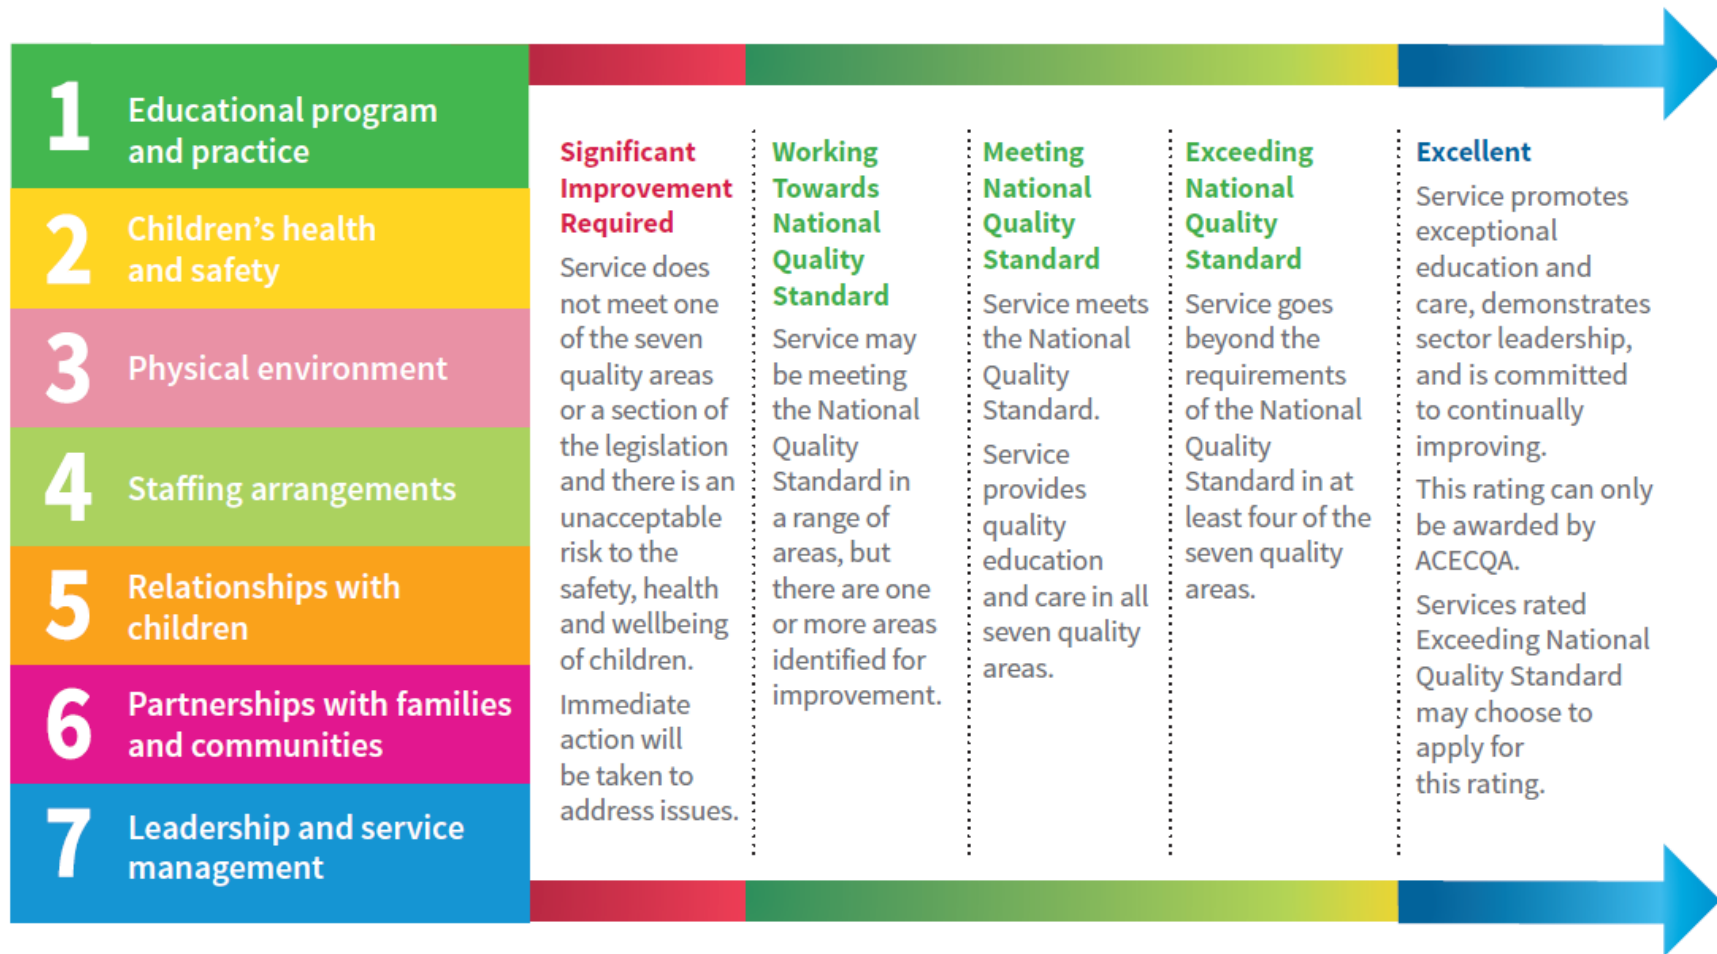 1
Educational program
and practice
2
Children’s health
and safety
3
Physical environment
4
Staffing arrangements
5
Relationships with
children
6
Partnerships with families
and communities
7
Leadership and service
management
Significant
Improvement
Required
Service does
not meet one
of the seven
quality areas
or a section of
the legislation
and there is an
unacceptable
risk to the
safety, health
and wellbeing
of children.
Immediate
action will
be taken to
address issues.
Working
Towards
National
Quality
Standard
Service may
be meeting
the National
Quality
Standard in
a range of
areas, but
there are one
or more areas
identified for
improvement.
Meeting
National
Quality
Standard
Service meets
the National
Quality
Standard.
Service
provides
quality
education
and care in all
seven quality
areas.
Exceeding
National
Quality
Standard
Service goes
beyond the
requirements
of the National
Quality
Standard in at
least four of the
seven quality
areas.
Excellent
Service promotes
exceptional
education and
care, demonstrates
sector leadership,
and is committed
to continually
improving.
This rating can only
be awarded by
ACECQA.
Services rated
Exceeding National
Quality Standard
may choose to
apply for
this rating.